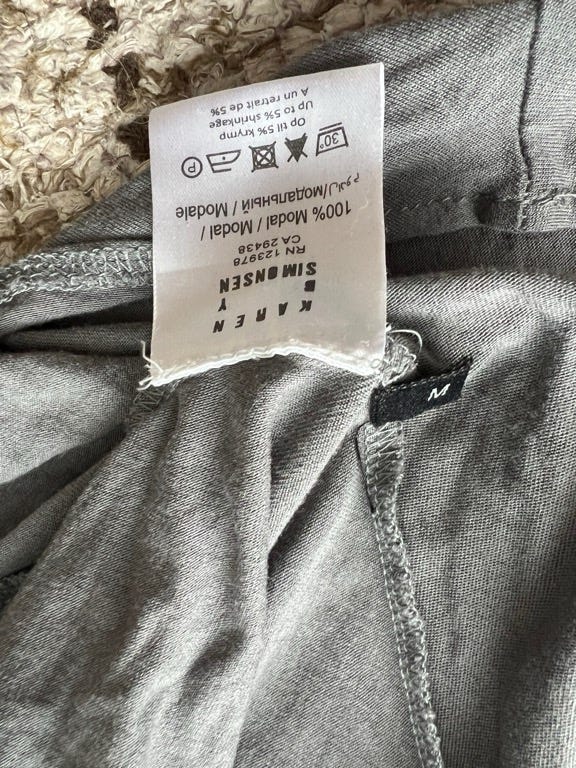 KAREN
BY
SIMONSEN
RN 123978
CA 29438
100% Modal / Modal /
/модальный / Modale
30° P
Op til 5% krymp
Up to 5% shrinkage
A un retrait de 5%
M